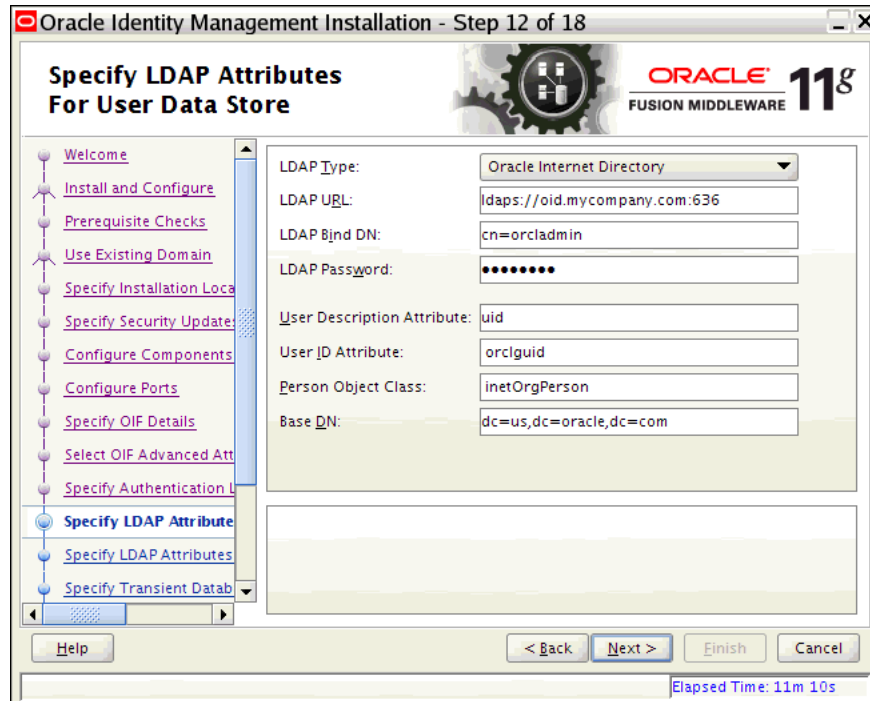 Oracle Identity Management Installation - Step 12 of 18
Specify LDAP Attributes
For User Data Store
ORACLE
FUSION MIDDLEWARE
11g
Welcome
Install and Configure
Prerequisite Checks
Use Existing Domain
Specify Installation Loca
Specify Security Updates
Configure Components
Configure Ports
Specify OIF Details
Select OIF Advanced Att
Specify Authentication L
Specify LDAP Attribute
Specify LDAP Attributes
Specify Transient Datab
LDAP Type: Oracle Internet Directory
LDAP URL: ldaps://oid.mycompany.com:636
LDAP Bind DN: cn=orcladmin
LDAP Password: ●●●●●●●●
User Description Attribute: uid
User ID Attribute: orclguid
Person Object Class: inetOrgPerson
Base DN: dc=us,dc=oracle,dc=com
Help
< Back
Next >
Finish
Cancel
Elapsed Time: 11m 10s